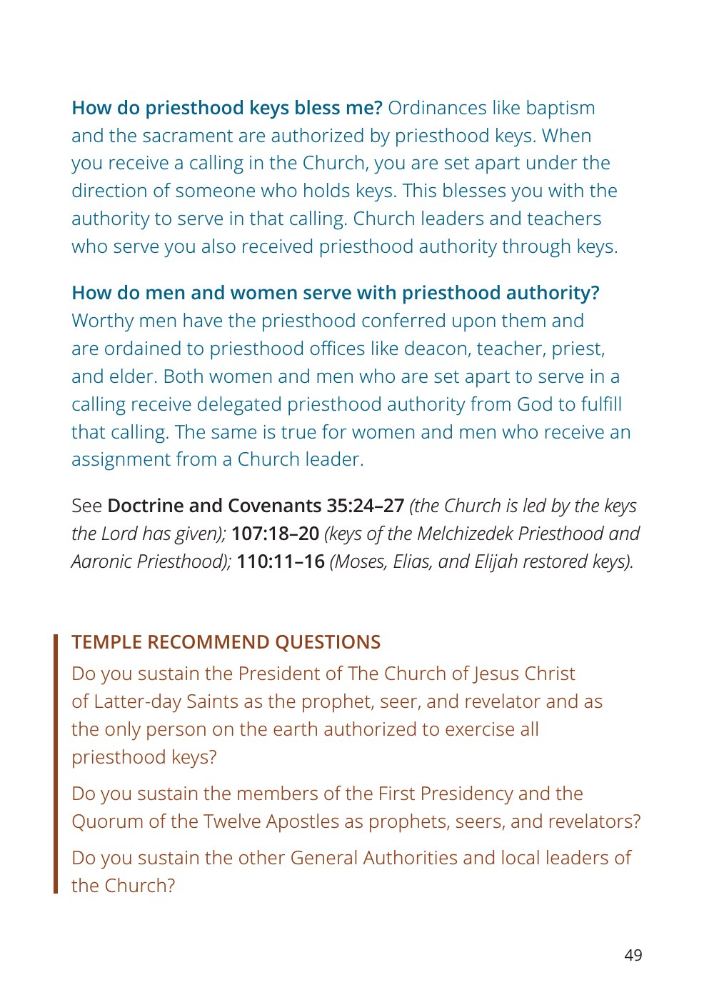 How do priesthood keys bless me? Ordinances like baptism
and the sacrament are authorized by priesthood keys. When
you receive a calling in the Church, you are set apart under the
direction of someone who holds keys. This blesses you with the
authority to serve in that calling. Church leaders and teachers
who serve you also received priesthood authority through keys.
How do men and women serve with priesthood authority?
Worthy men have the priesthood conferred upon them and
are ordained to priesthood offices like deacon, teacher, priest,
and elder. Both women and men who are set apart to serve in a
calling receive delegated priesthood authority from God to fulfill
that calling. The same is true for women and men who receive an
assignment from a Church leader.
See Doctrine and Covenants 35:24–27 (the Church is led by the keys
the Lord has given); 107:18–20 (keys of the Melchizedek Priesthood and
Aaronic Priesthood); 110:11–16 (Moses, Elias, and Elijah restored keys).
TEMPLE RECOMMEND QUESTIONS
Do you sustain the President of The Church of Jesus Christ
of Latter-day Saints as the prophet, seer, and revelator and as
the only person on the earth authorized to exercise all
priesthood keys?
Do you sustain the members of the First Presidency and the
Quorum of the Twelve Apostles as prophets, seers, and revelators?
Do you sustain the other General Authorities and local leaders of
the Church?
49